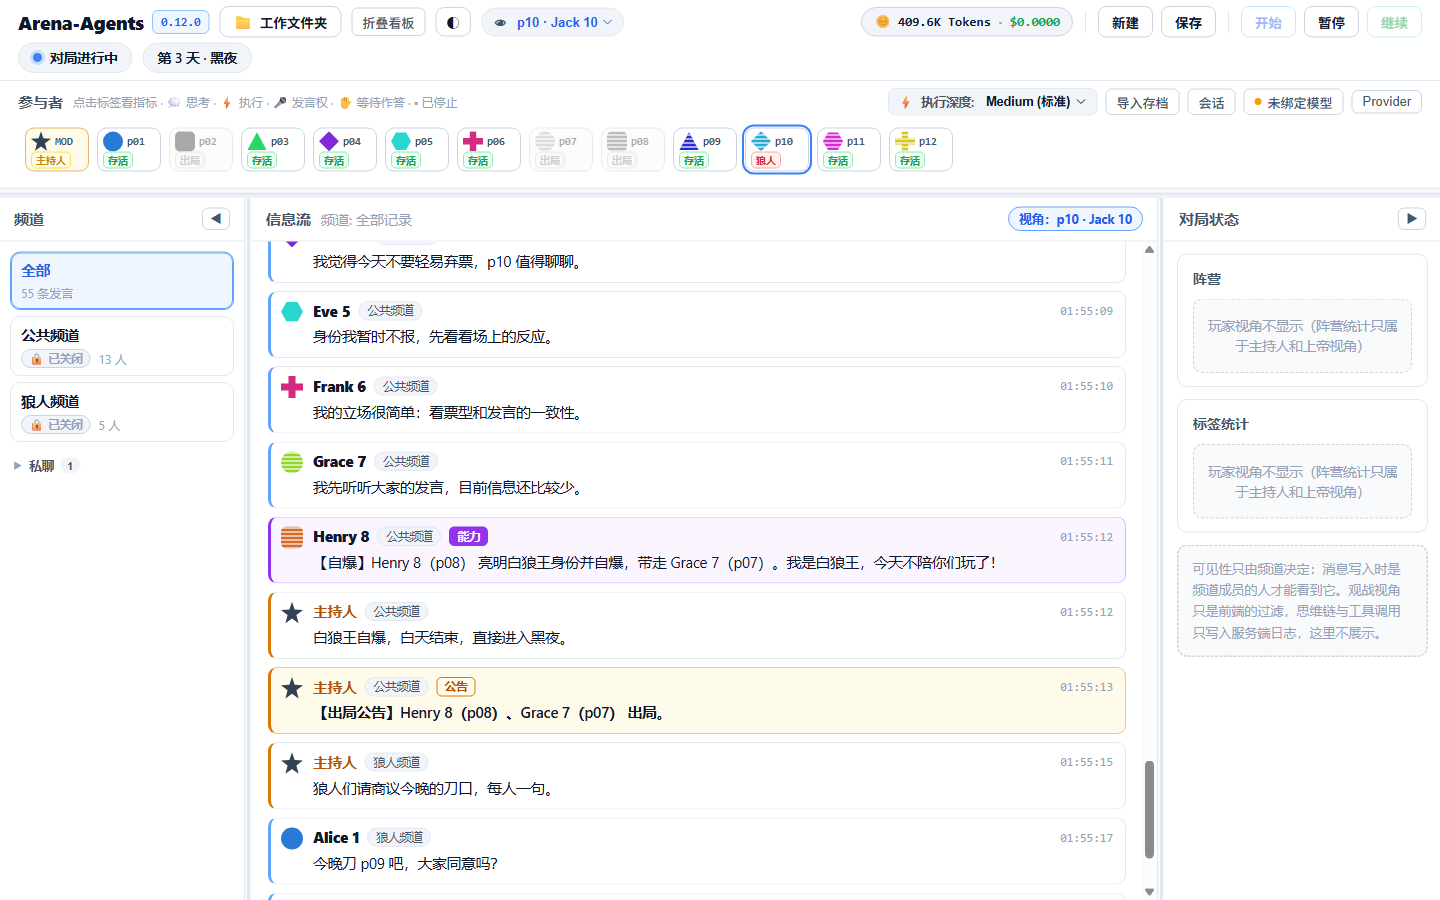 Arena-Agents 0.12.0 工作文件夹 折叠看板 p10 · Jack 10 409.6K Tokens · $0.0000 新建 保存 开始 暂停 继续
对局进行中 第 3 天 · 黑夜
参与者 点击标签看指标 · 思考 · 执行 · 发言权 · 等待作答 · 已停止 执行深度: Medium (标准) 导入存档 会话 未绑定模型 Provider
MOD p01 p02 p03 p04 p05 p06 p07 p08 p09 p10 p11 p12
主持人 存活 出局 存活 存活 存活 存活 出局 出局 存活 狼人 存活 存活
频道
全部
55 条发言
公共频道
已关闭 13 人
狼人频道
已关闭 5 人
私聊 1
信息流 频道: 全部记录 视角: p10 · Jack 10
我觉得今天不要轻易弃票，p10 值得聊聊。
Eve 5 公共频道 01:55:09
身份我暂时不报，先看看场上的反应。
Frank 6 公共频道 01:55:10
我的立场很简单：看票型和发言的一致性。
Grace 7 公共频道 01:55:11
我先听听大家的发言，目前信息还比较少。
Henry 8 公共频道 能力 01:55:12
【自爆】Henry 8（p08） 亮明白狼王身份并自爆，带走 Grace 7（p07）。我是白狼王，今天不陪你们玩了！
主持人 公共频道 01:55:12
白狼王自爆，白天结束，直接进入黑夜。
主持人 公共频道 公告 01:55:13
【出局公告】Henry 8（p08）、Grace 7（p07） 出局。
主持人 狼人频道 01:55:15
狼人们请商议今晚的刀口，每人一句。
Alice 1 狼人频道 01:55:17
今晚刀 p09 吧，大家同意吗？
对局状态
阵营
玩家视角不显示（阵营统计只属
于主持人和上帝视角）
标签统计
玩家视角不显示（阵营统计只属
于主持人和上帝视角）
可见性只由频道决定：消息写入时是
频道成员的人才能看到它。观战视角
只是前端的过滤，思维链与工具调用
只写入服务端日志，这里不展示。